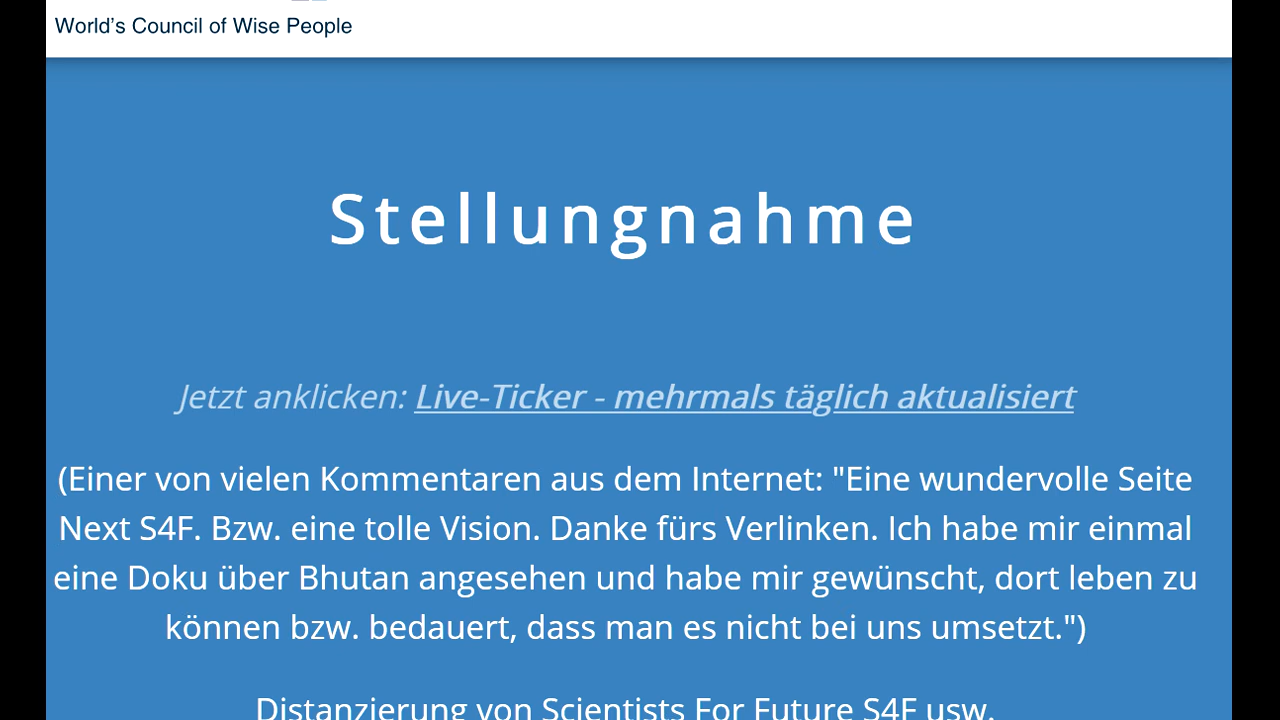 World’s Council of Wise People
Stellungnahme
Jetzt anklicken: Live-Ticker - mehrmals täglich aktualisiert
(Einer von vielen Kommentaren aus dem Internet: "Eine wundervolle Seite
Next S4F. Bzw. eine tolle Vision. Danke fürs Verlinken. Ich habe mir einmal
eine Doku über Bhutan angesehen und habe mir gewünscht, dort leben zu
können bzw. bedauert, dass man es nicht bei uns umsetzt.")
Distanzierung von Scientists For Future S4F usw.